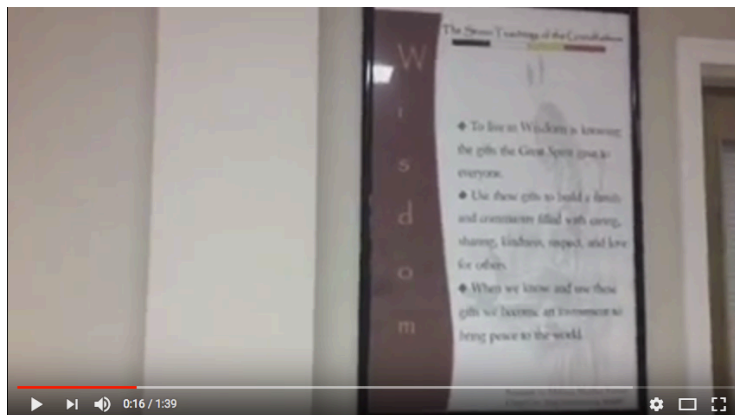 The Seven Teachings of the Grandfathers
Wisdom
◆ To live in Wisdom is knowing
the gifts the Great Spirit gave to
everyone.
◆ Use these gifts to build a family
and community filled with caring,
sharing, kindness, respect, and love
for others.
◆ When we know and use these
gifts we become an instrument to
bring peace to the world.
0:16 / 1:39